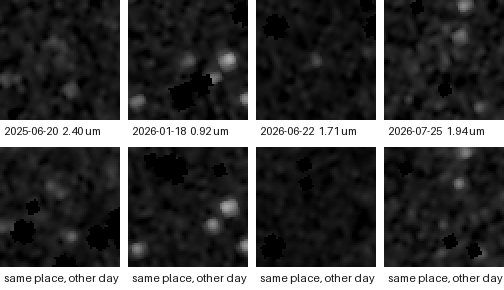 2025-06-20 2.40 um
2026-01-18 0.92 um
2026-06-22 1.71 um
2026-07-25 1.94 um
same place, other day
same place, other day
same place, other day
same place, other day